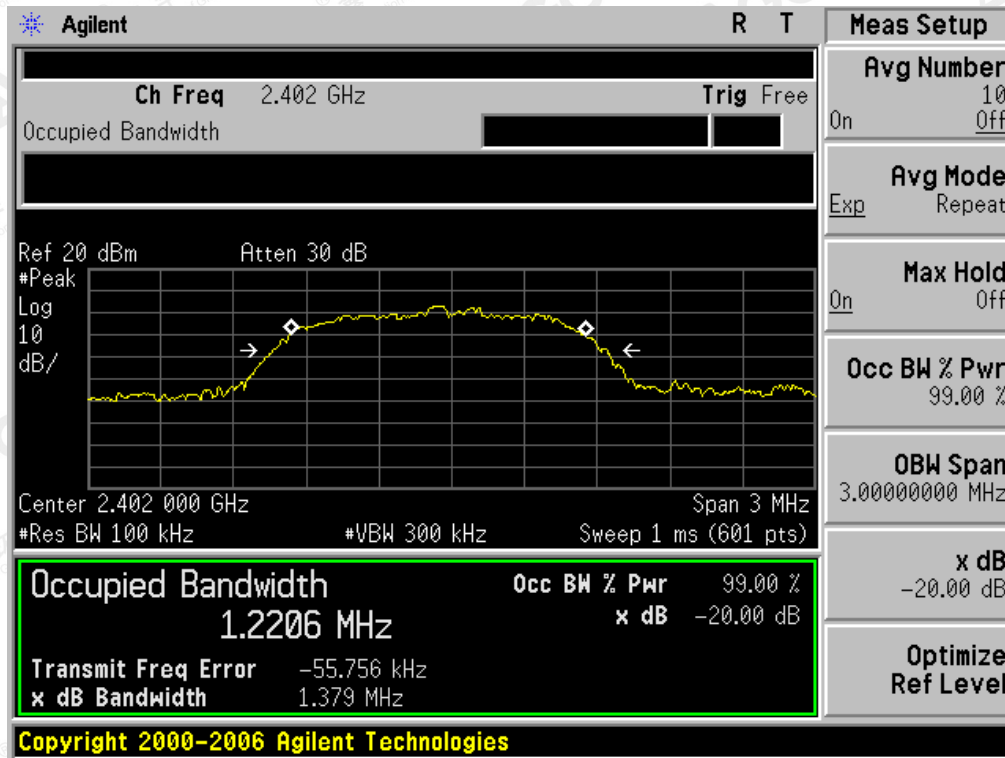 Agilent R T
Ch Freq 2.402 GHz Trig Free
Occupied Bandwidth
Ref 20 dBm Atten 30 dB
#Peak
Log
10
dB/
Center 2.402 000 GHz Span 3 MHz
#Res BW 100 kHz #VBW 300 kHz Sweep 1 ms (601 pts)
Occupied Bandwidth Occ BW % Pwr 99.00 %
1.2206 MHz x dB -20.00 dB
Transmit Freq Error -55.756 kHz
x dB Bandwidth 1.379 MHz
Copyright 2000-2006 Agilent Technologies
Meas Setup
Avg Number
10
On Off
Avg Mode
Exp Repeat
Max Hold
On Off
Occ BW % Pwr
99.00 %
OBW Span
3.00000000 MHz
x dB
-20.00 dB
Optimize
Ref Level